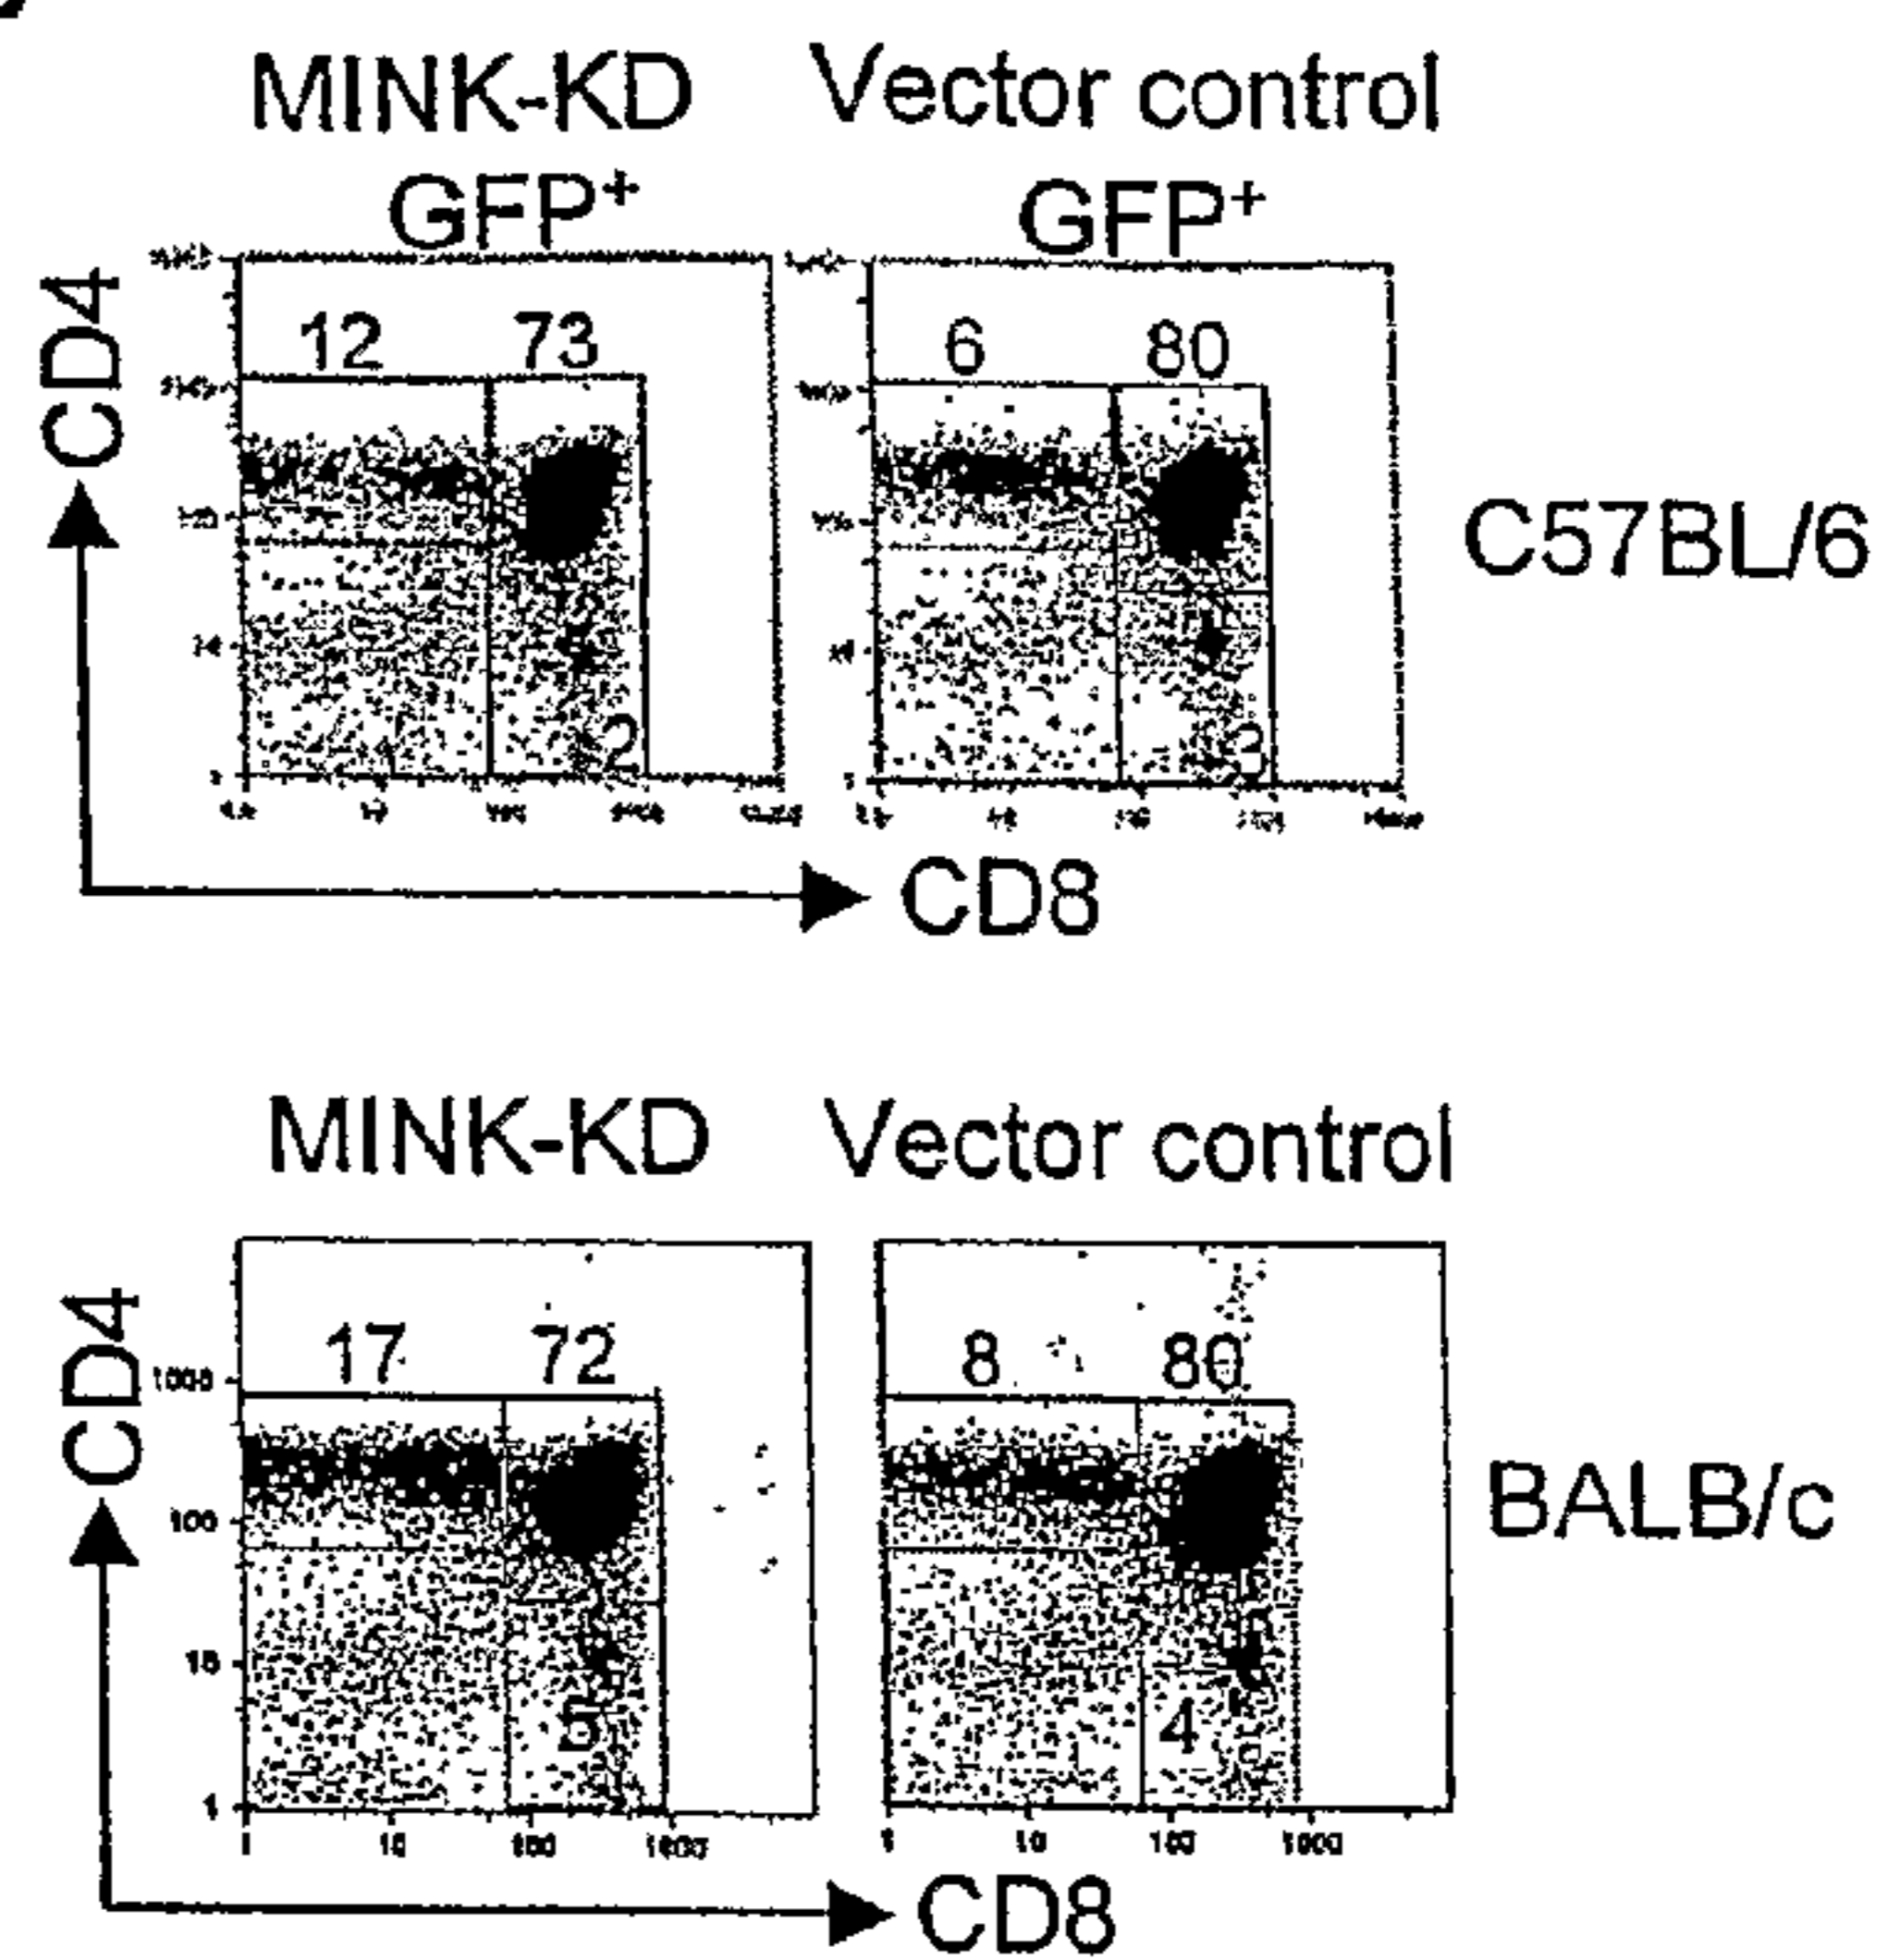 MINK-KD Vector control
GFP+ GFP+
CD4
12 73 6 80
C57BL/6
2 3
CD8
MINK-KD Vector control
CD4
17 72 8 80
1000
BALB/c
100
10
5 4
1
1 10 100 1000 1 10 100 1000
CD8